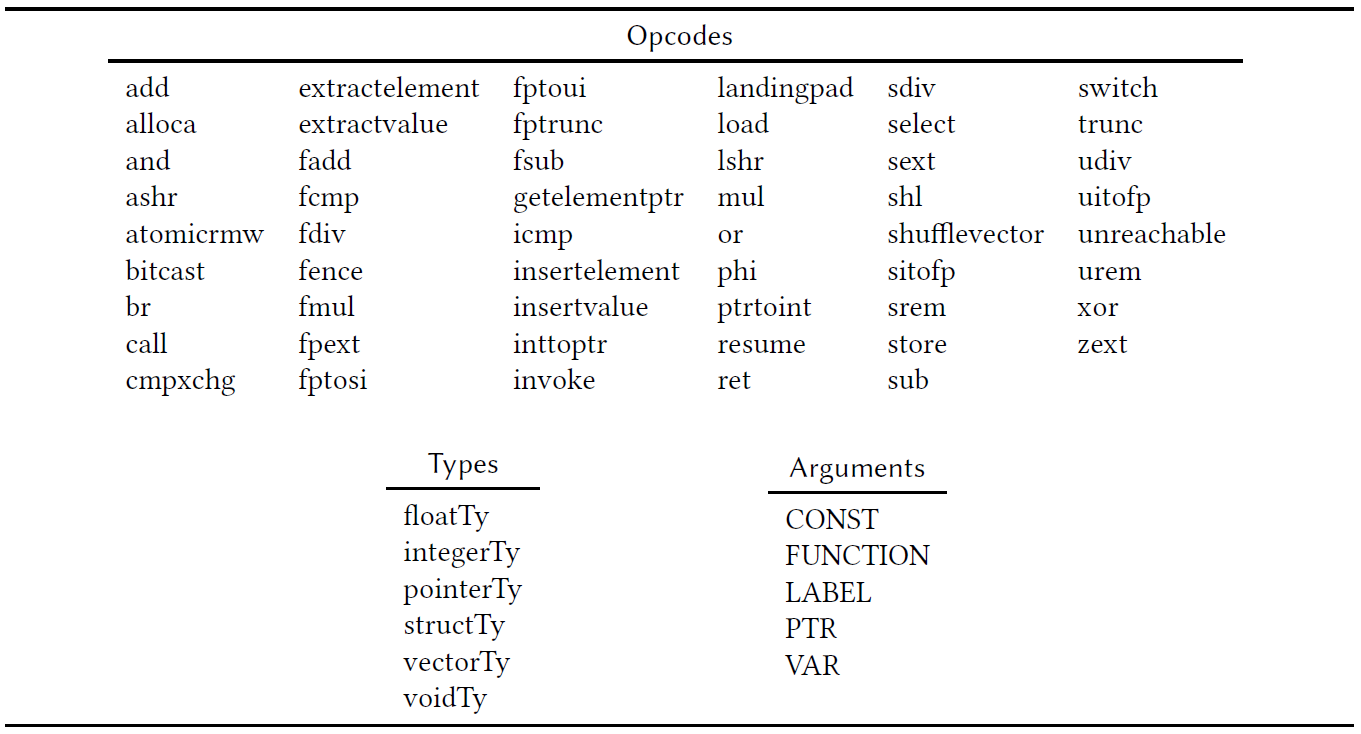 Opcodes
add extractelement fptoui landingpad sdiv switch
alloca extractvalue fptrunc load select trunc
and fadd fsub lshr sext udiv
ashr fcmp getelementptr mul shl uitofp
atomicrmw fdiv icmp or shufflevector unreachable
bitcast fence insertelement phi sitofp urem
br fmul insertvalue ptrtoint srem xor
call fpext inttoptr resume store zext
cmpxchg fptosi invoke ret sub
Types
floatTy
integerTy
pointerTy
structTy
vectorTy
voidTy
Arguments
CONST
FUNCTION
LABEL
PTR
VAR